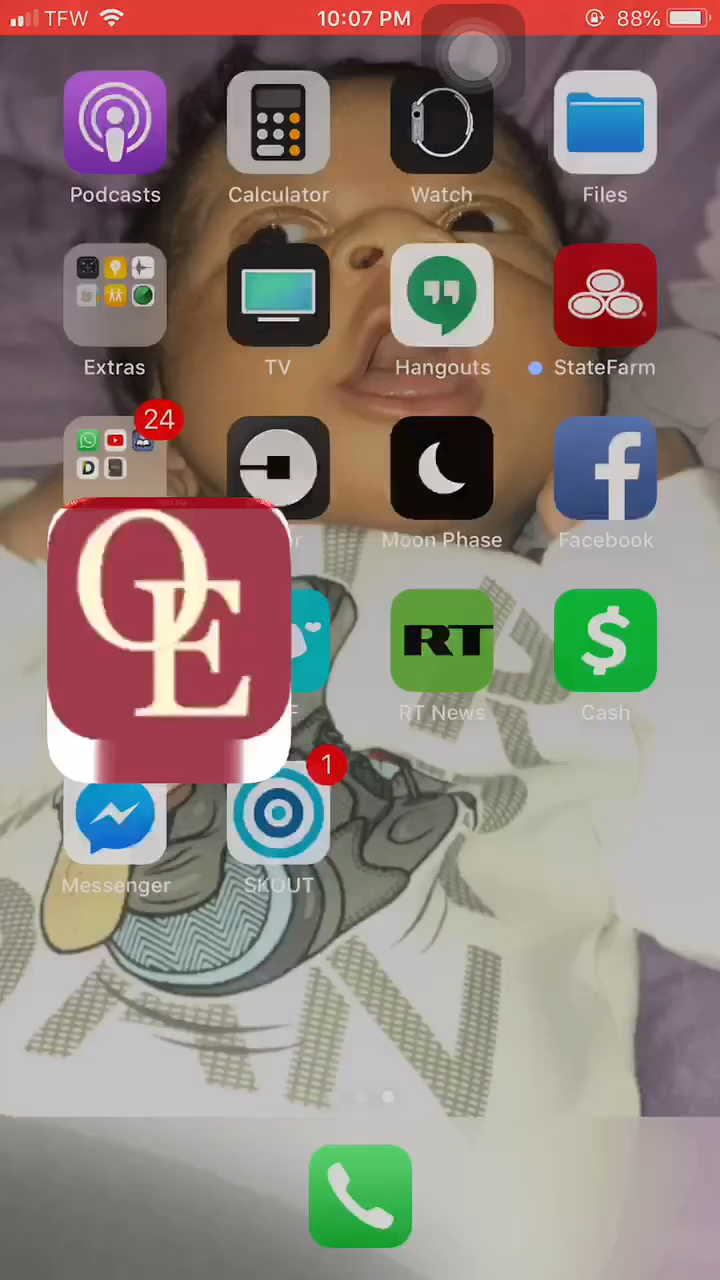 TFW 10:07 PM 88%
Podcasts Calculator Watch Files
Extras TV Hangouts StateFarm
24
D
r Moon Phase Facebook
OE
RT
F RT News Cash
1
Messenger SKOUT